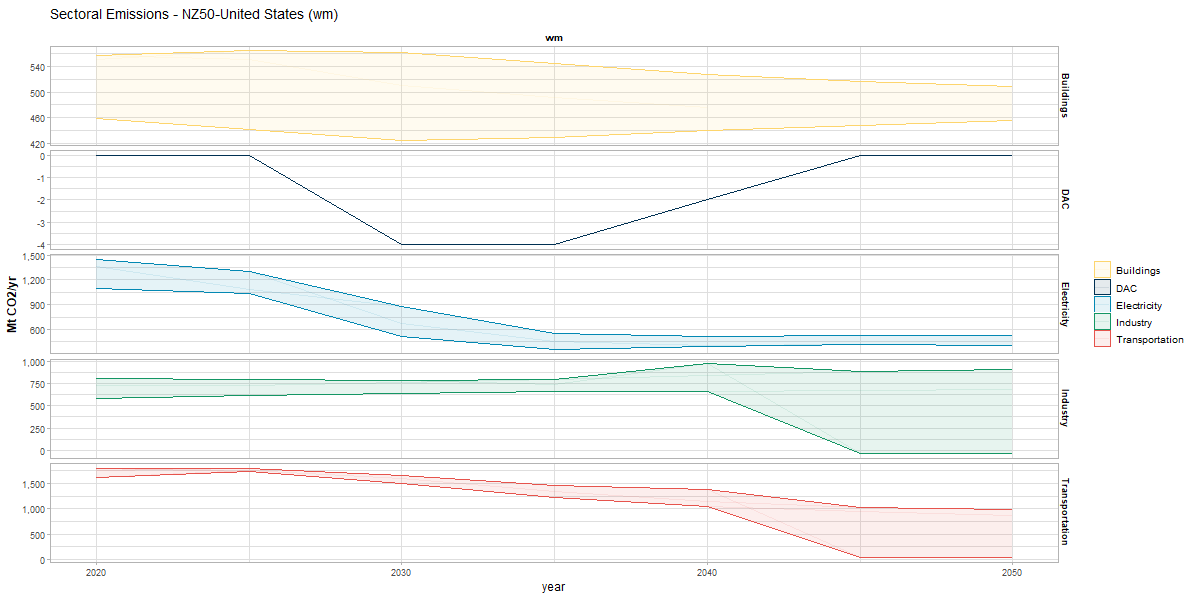 Sectoral Emissions - NZ50-United States (wm)
wm
540
500
460
420
Buildings
0
-1
-2
-3
-4
DAC
1,500
1,200
900
600
Electricity
1,000
750
500
250
0
Industry
1,500
1,000
500
0
Transportation
Mt CO2/yr
2020
2030
2040
2050
year
Buildings
DAC
Electricity
Industry
Transportation